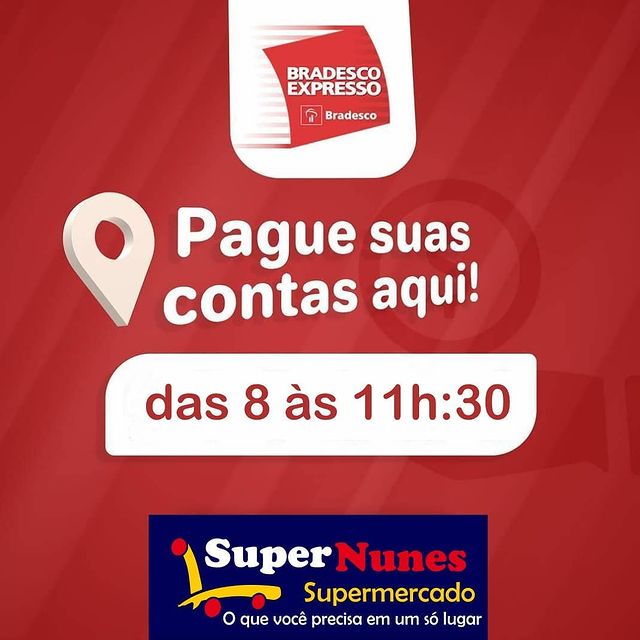 BRADESCO
EXPRESSO
Bradesco
Pague suas
contas aqui!
das 8 às 11h:30
Super Nunes
Supermercado
O que você precisa em um só lugar